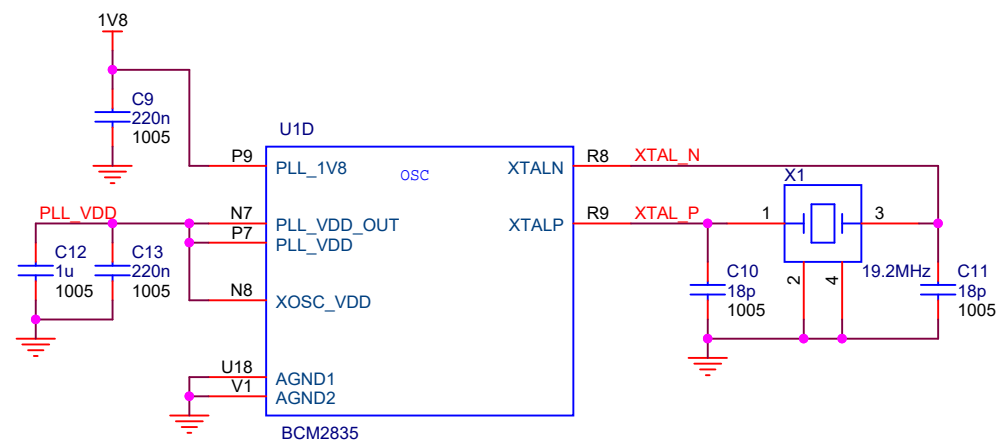 1V8
C9
220n
1005
U1D
P9
PLL_1V8
OSC
XTALN
R8
XTAL_N
X1
PLL_VDD
N7
PLL_VDD_OUT
XTALP
R9
XTAL_P
1
3
P7
PLL_VDD
C12
1u
1005
C13
220n
1005
N8
XOSC_VDD
C10
18p
1005
2
4
19.2MHz
C11
18p
1005
U18
AGND1
V1
AGND2
BCM2835